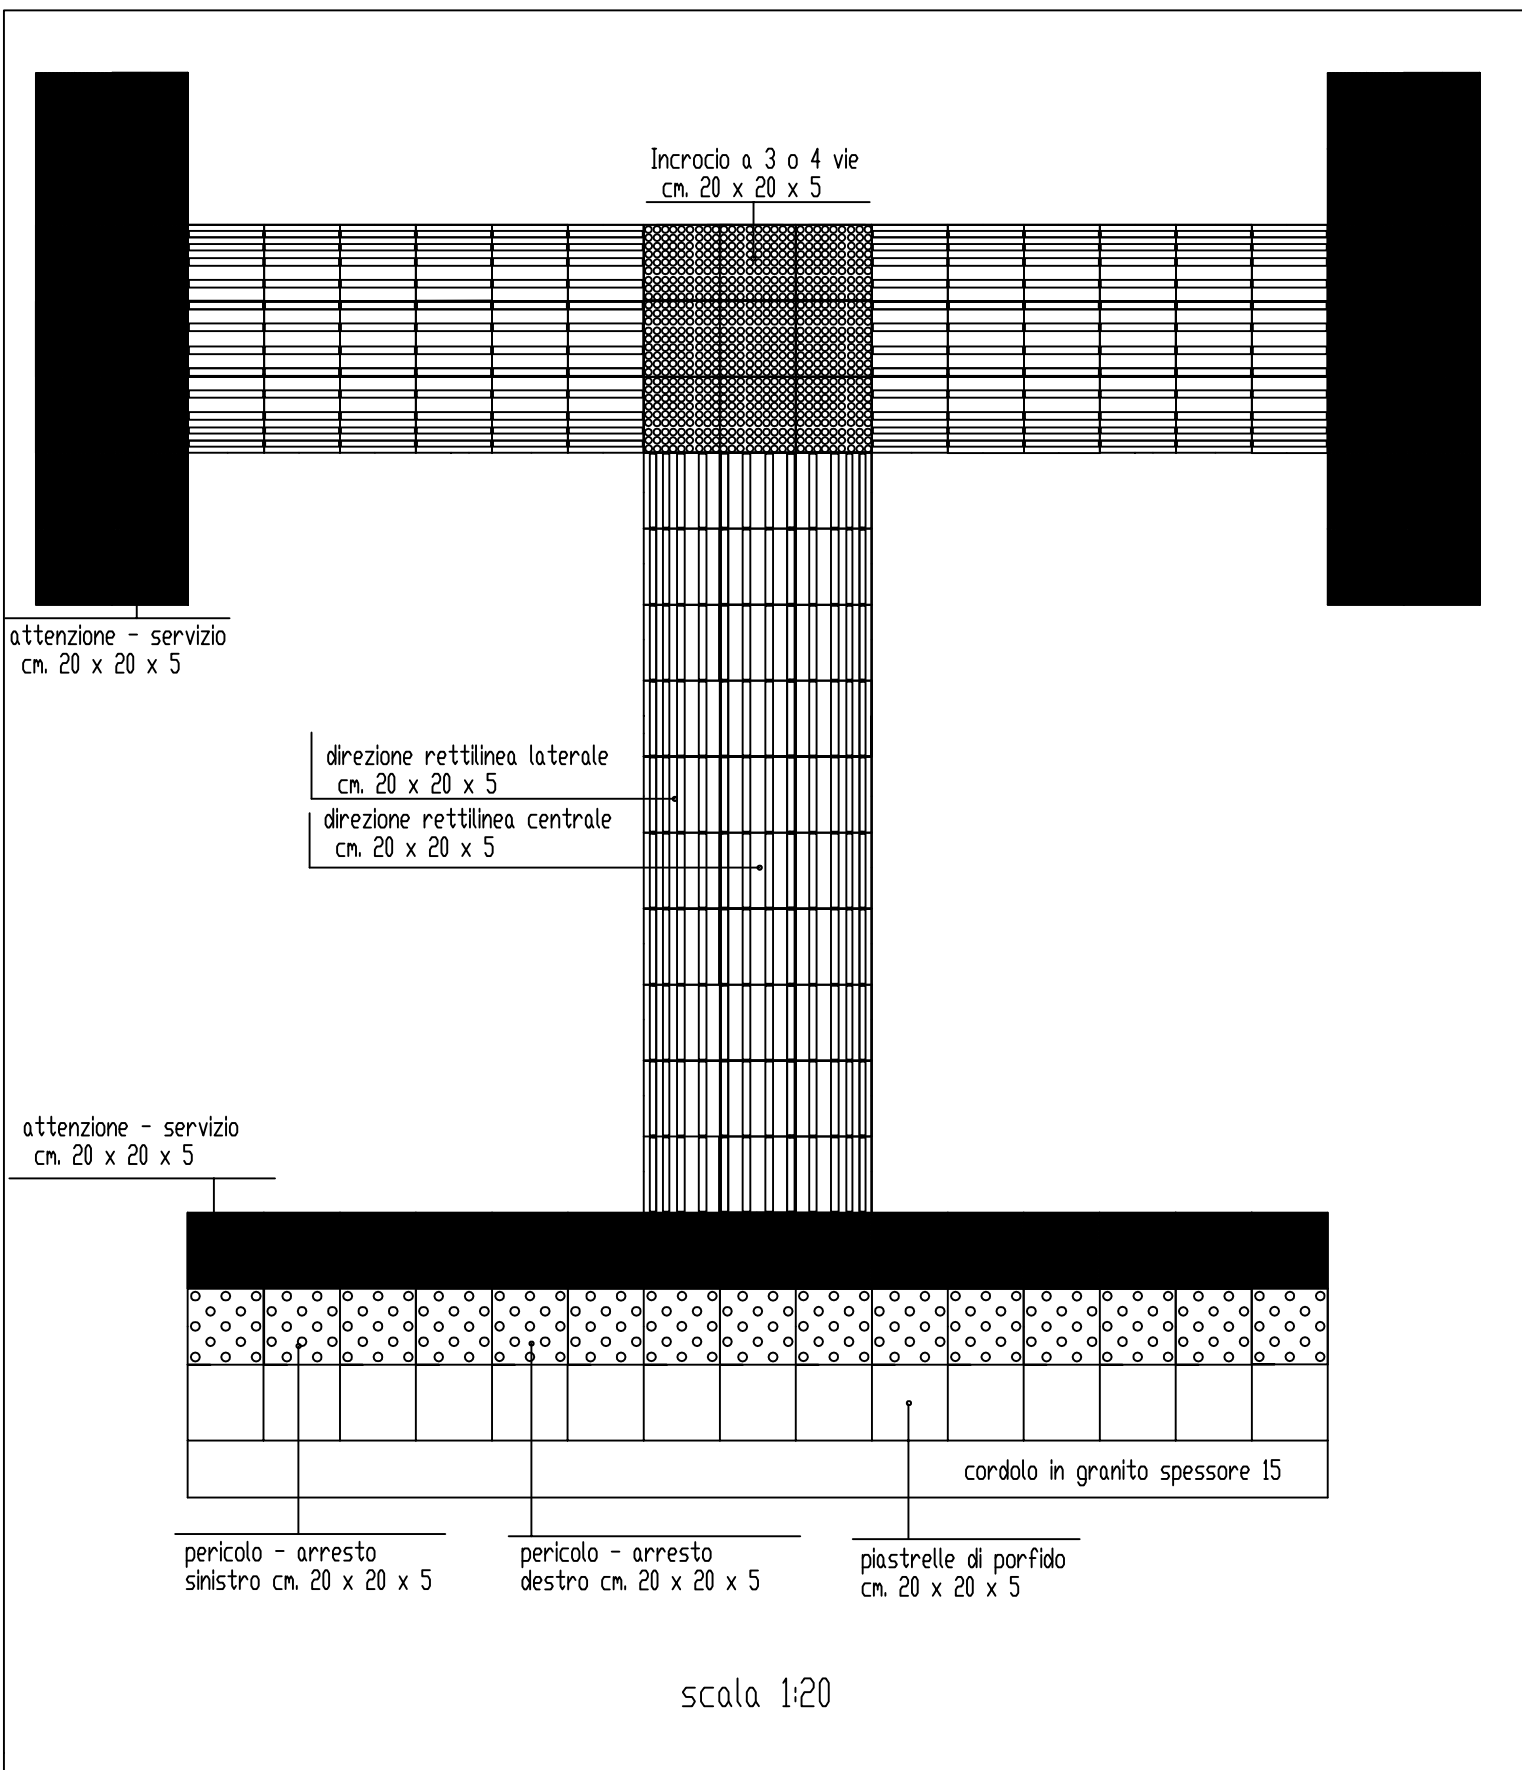 Incrocio a 3 o 4 vie
cm. 20 x 20 x 5
attenzione - servizio
cm. 20 x 20 x 5
direzione rettilinea laterale
cm. 20 x 20 x 5
direzione rettilinea centrale
cm. 20 x 20 x 5
attenzione - servizio
cm. 20 x 20 x 5
cordolo in granito spessore 15
pericolo - arresto
sinistro cm. 20 x 20 x 5
pericolo - arresto
destro cm. 20 x 20 x 5
piastrelle di porfido
cm. 20 x 20 x 5
scala 1:20